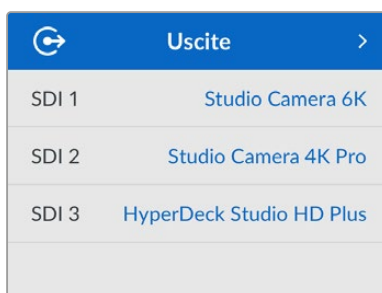 Uscite
SDI 1 Studio Camera 6K
SDI 2 Studio Camera 4K Pro
SDI 3 HyperDeck Studio HD Plus